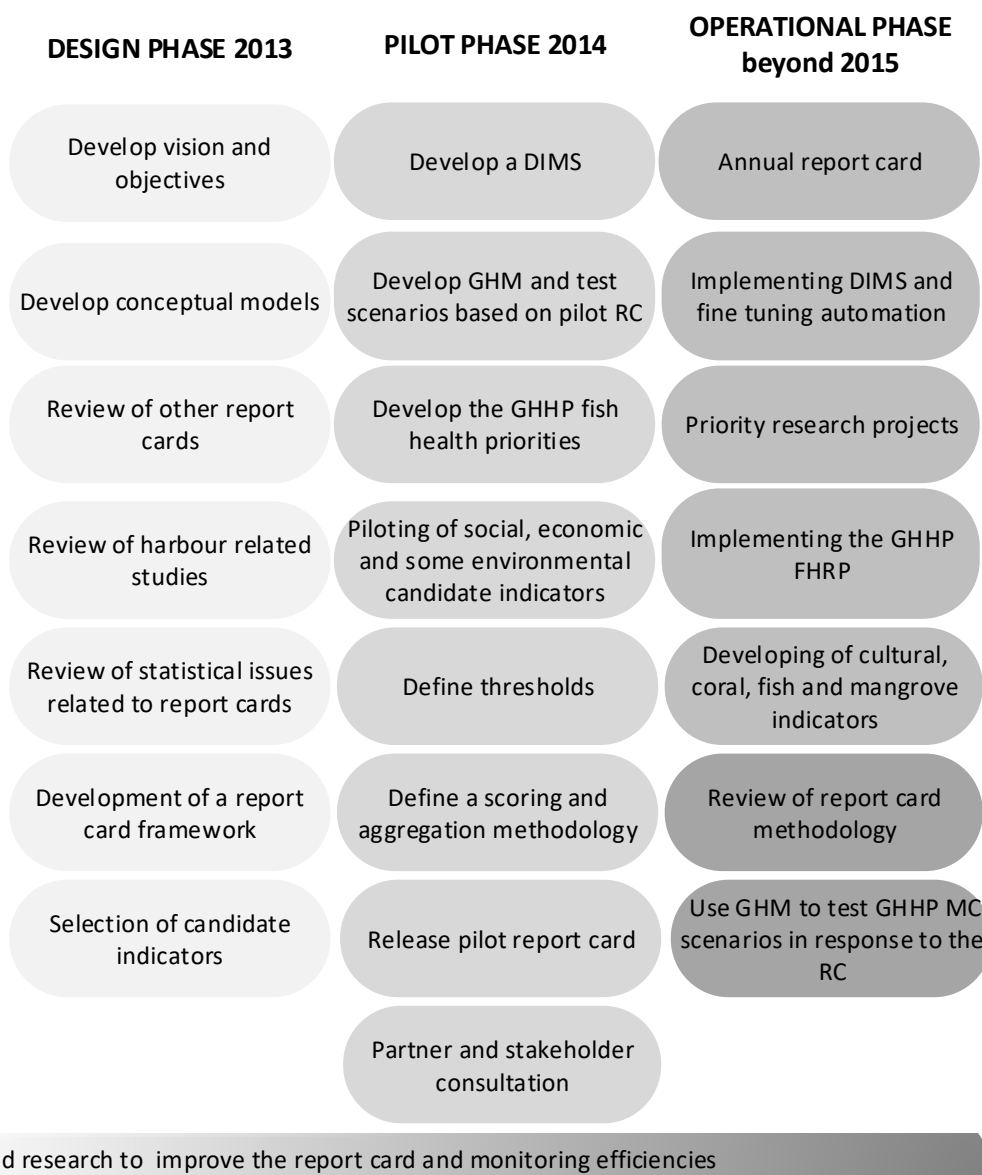 DESIGN PHASE 2013
Develop vision and
objectives
Develop conceptual models
Review of other report
cards
Review of harbour related
studies
Review of statistical issues
related to report cards
Development of a report
card framework
Selection of candidate
indicators
PILOT PHASE 2014
Develop a DIMS
Develop GHM and test
scenarios based on pilot RC
Develop the GHHP fish
health priorities
Piloting of social, economic
and some environmental
candidate indicators
Define thresholds
Define a scoring and
aggregation methodology
Release pilot report card
Partner and stakeholder
consultation
OPERATIONAL PHASE
beyond 2015
Annual report card
Implementing DIMS and
fine tuning automation
Priority research projects
Implementing the GHHP
FHRP
Developing of cultural,
coral, fish and mangrove
indicators
Review of report card
methodology
Use GHM to test GHHP MC
scenarios in response to the
RC
d research to improve the report card and monitoring efficiencies